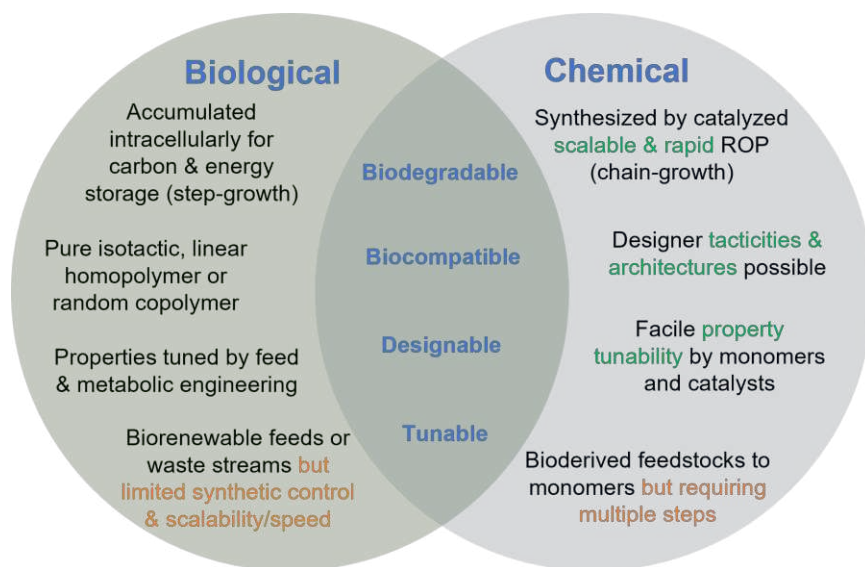 Biological
Accumulated
intracellularly for
carbon & energy
storage (step-growth)
Pure isotactic, linear
homopolymer or
random copolymer
Properties tuned by feed
& metabolic engineering
Biorenewable feeds or
waste streams but
limited synthetic control
& scalability/speed
Biodegradable
Biocompatible
Designable
Tunable
Chemical
Synthesized by catalyzed
scalable & rapid ROP
(chain-growth)
Designer tacticities &
architectures possible
Facile property
tunability by monomers
and catalysts
Bioderived feedstocks to
monomers but requiring
multiple steps